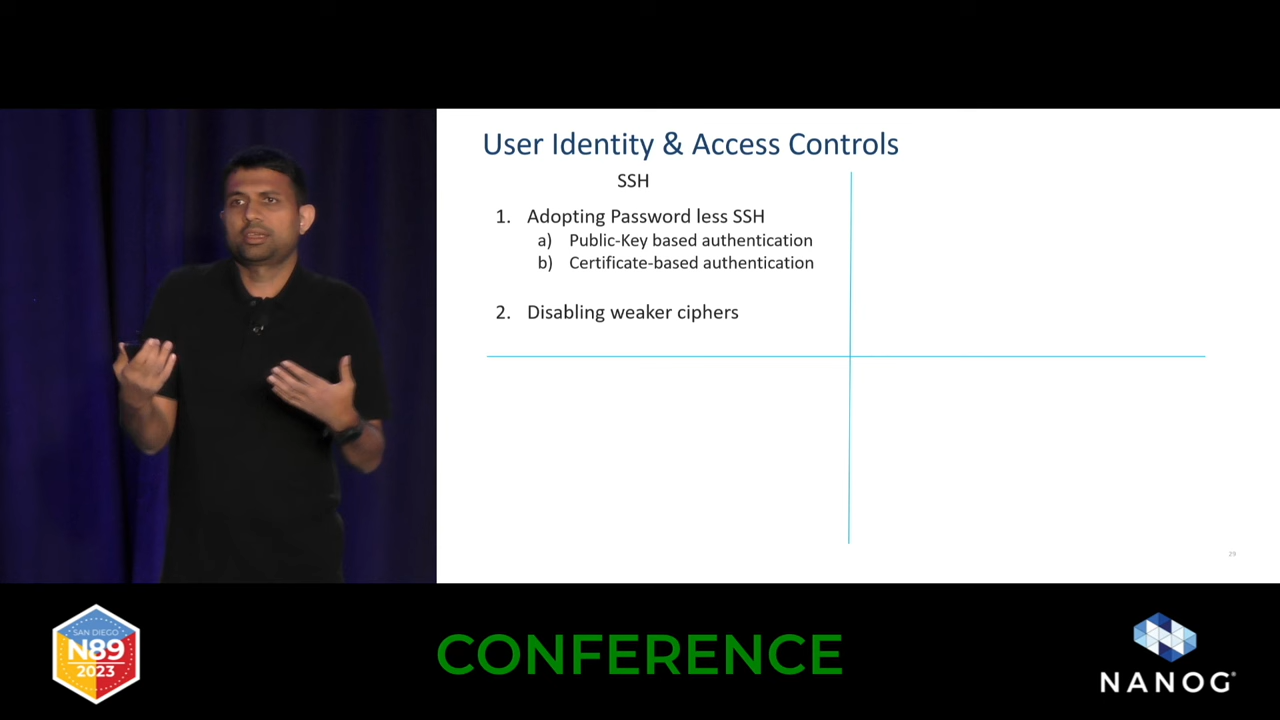 User Identity & Access Controls
SSH
1. Adopting Password less SSH
a) Public-Key based authentication
b) Certificate-based authentication
2. Disabling weaker ciphers
29
SAN DIEGO
N89
2023
CONFERENCE
NANOG®